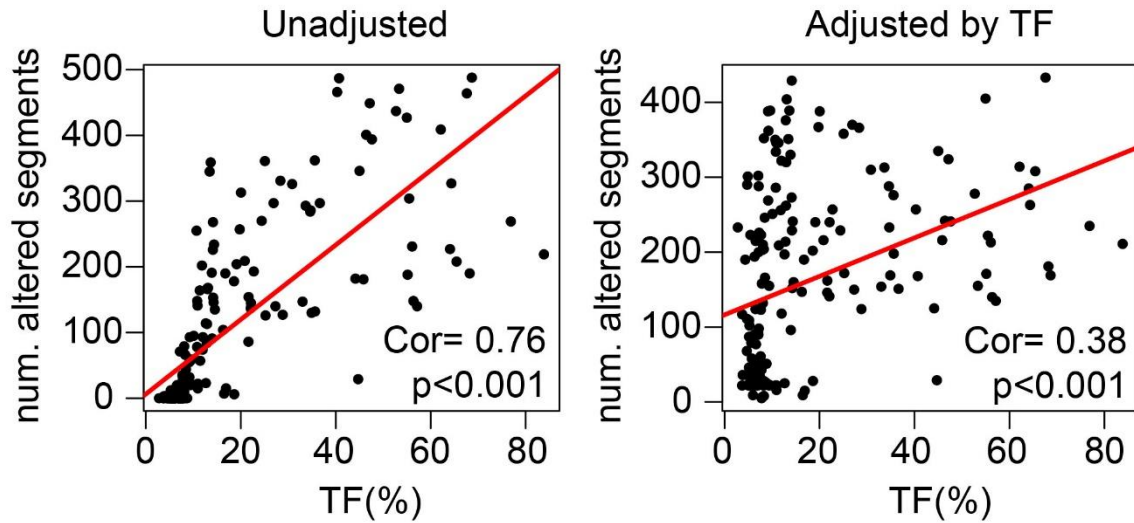 Unadjusted
num. altered segments
500
400
300
200
100
0
Cor= 0.76
p<0.001
0 20 40 60 80
TF(%)
Adjusted by TF
num. altered segments
400
300
200
100
0
Cor= 0.38
p<0.001
0 20 40 60 80
TF(%)